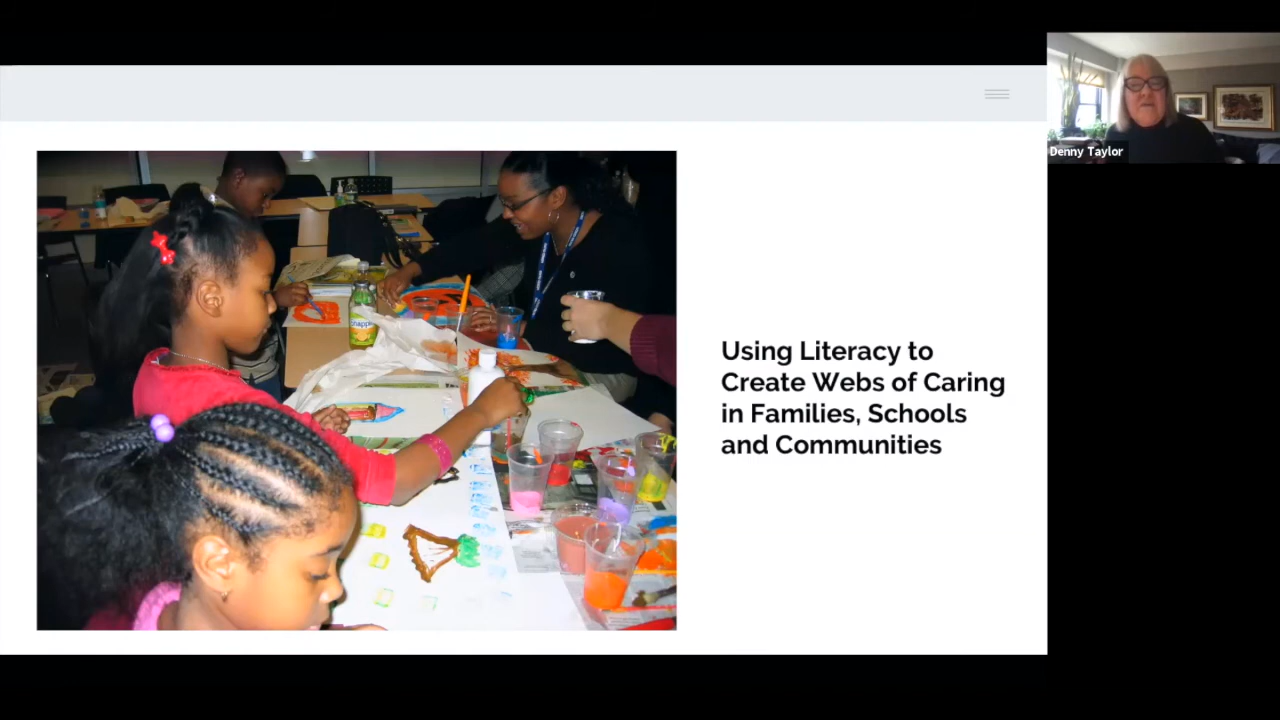 Using Literacy to
Create Webs of Caring
in Families, Schools
and Communities
Denny Taylor